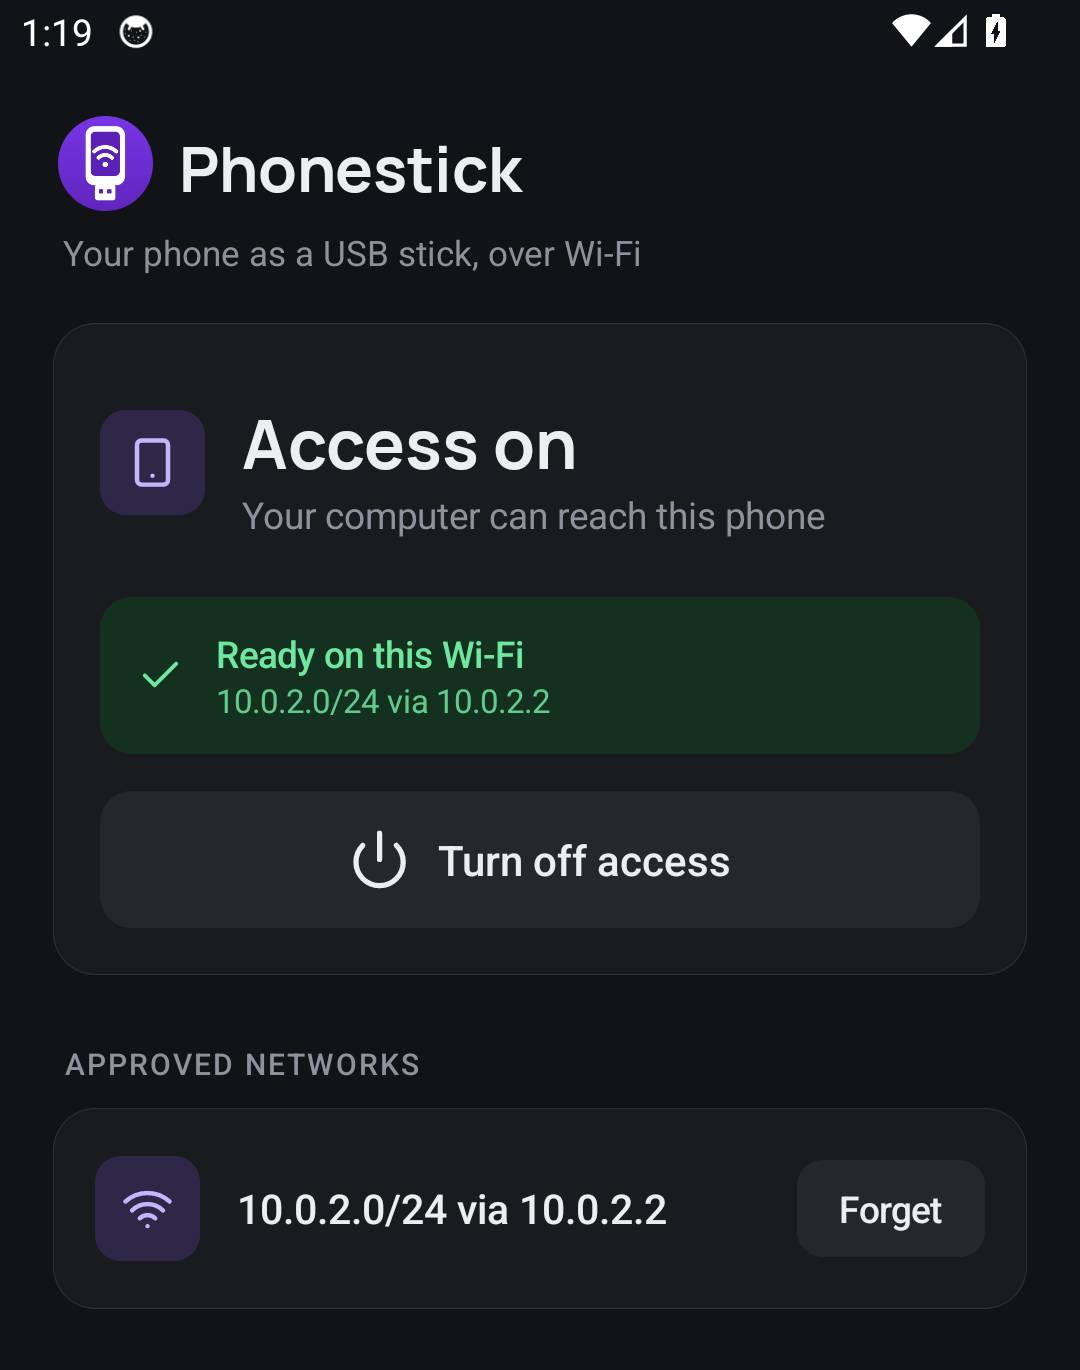 1:19
Phonestick
Your phone as a USB stick, over Wi-Fi
Access on
Your computer can reach this phone
Ready on this Wi-Fi
10.0.2.0/24 via 10.0.2.2
Turn off access
APPROVED NETWORKS
10.0.2.0/24 via 10.0.2.2
Forget